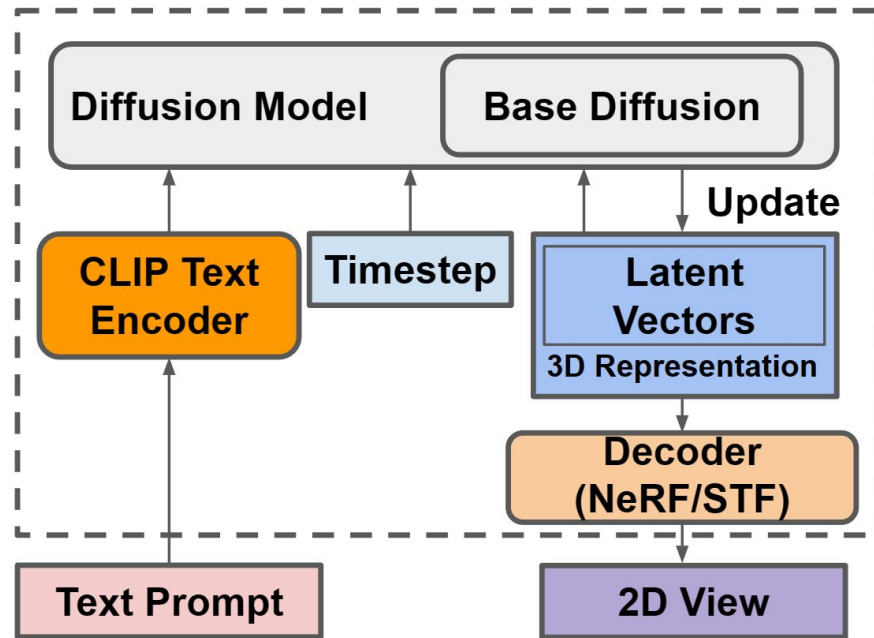 Diffusion Model
Base Diffusion
Update
CLIP Text
Encoder
Timestep
Latent
Vectors
3D Representation
Decoder
(NeRF/STF)
Text Prompt
2D View